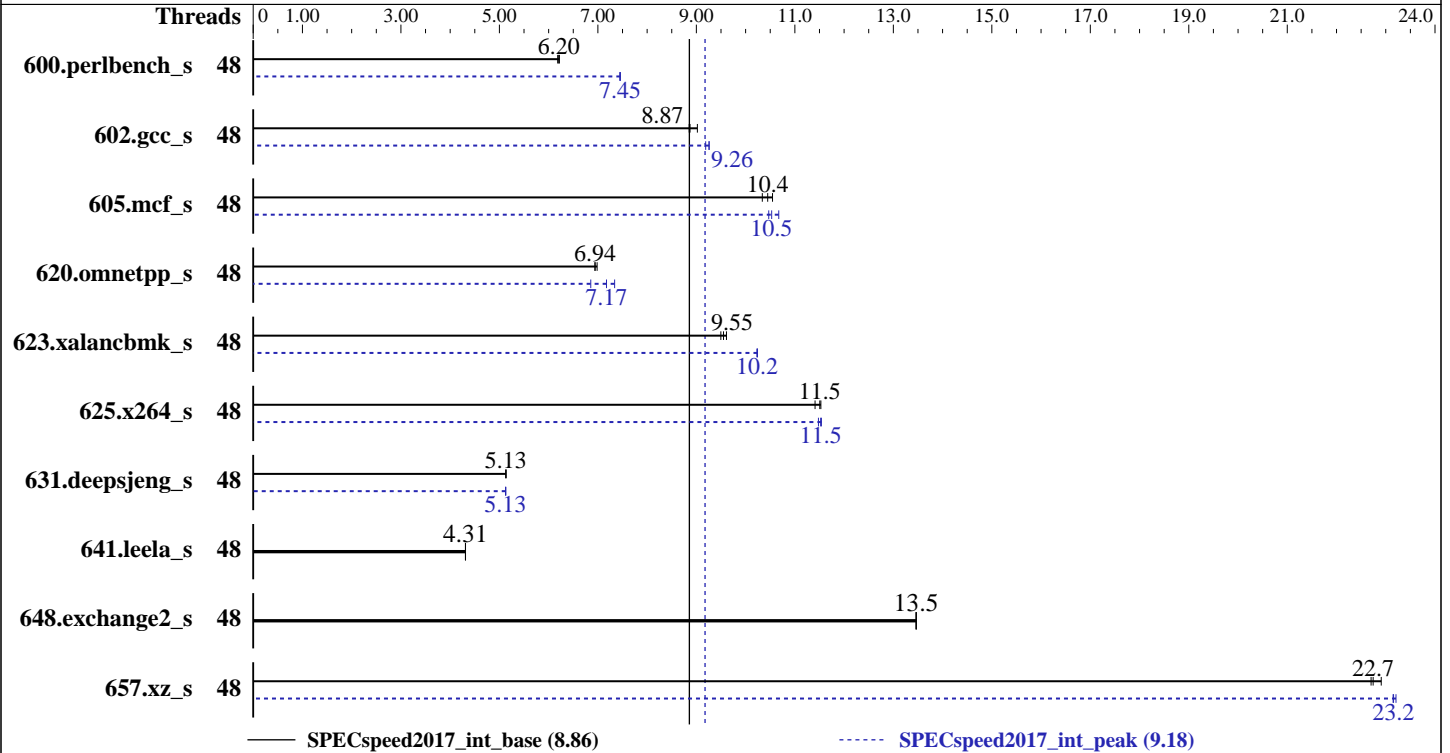 Threads 0 1.00 3.00 5.00 7.00 9.00 11.0 13.0 15.0 17.0 19.0 21.0 24.0
6.20
600.perlbench_s 48
7.45
8.87
602.gcc_s 48
9.26
10.4
605.mcf_s 48
10.5
6.94
620.omnetpp_s 48
7.17
9.55
623.xalancbmk_s 48
10.2
11.5
625.x264_s 48
11.5
5.13
631.deepsjeng_s 48
5.13
4.31
641.leela_s 48
13.5
648.exchange2_s 48
22.7
657.xz_s 48
23.2
SPECspeed2017_int_base (8.86) SPECspeed2017_int_peak (9.18)